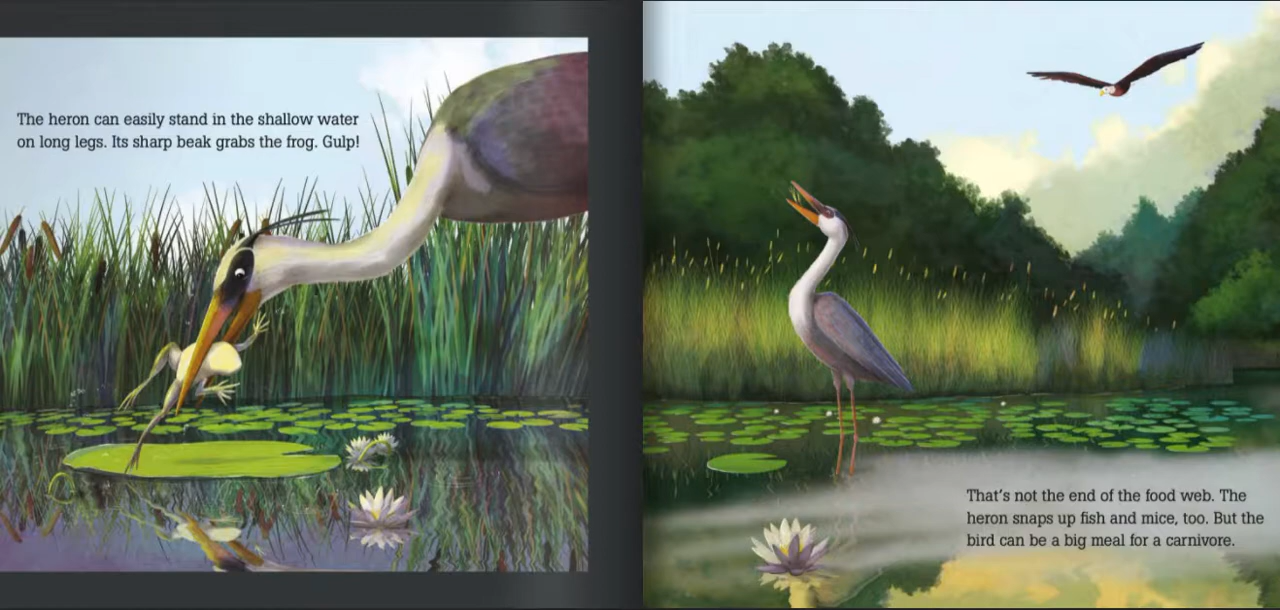 The heron can easily stand in the shallow water
on long legs. Its sharp beak grabs the frog. Gulp!
That’s not the end of the food web. The
heron snaps up fish and mice, too. But the
bird can be a big meal for a carnivore.